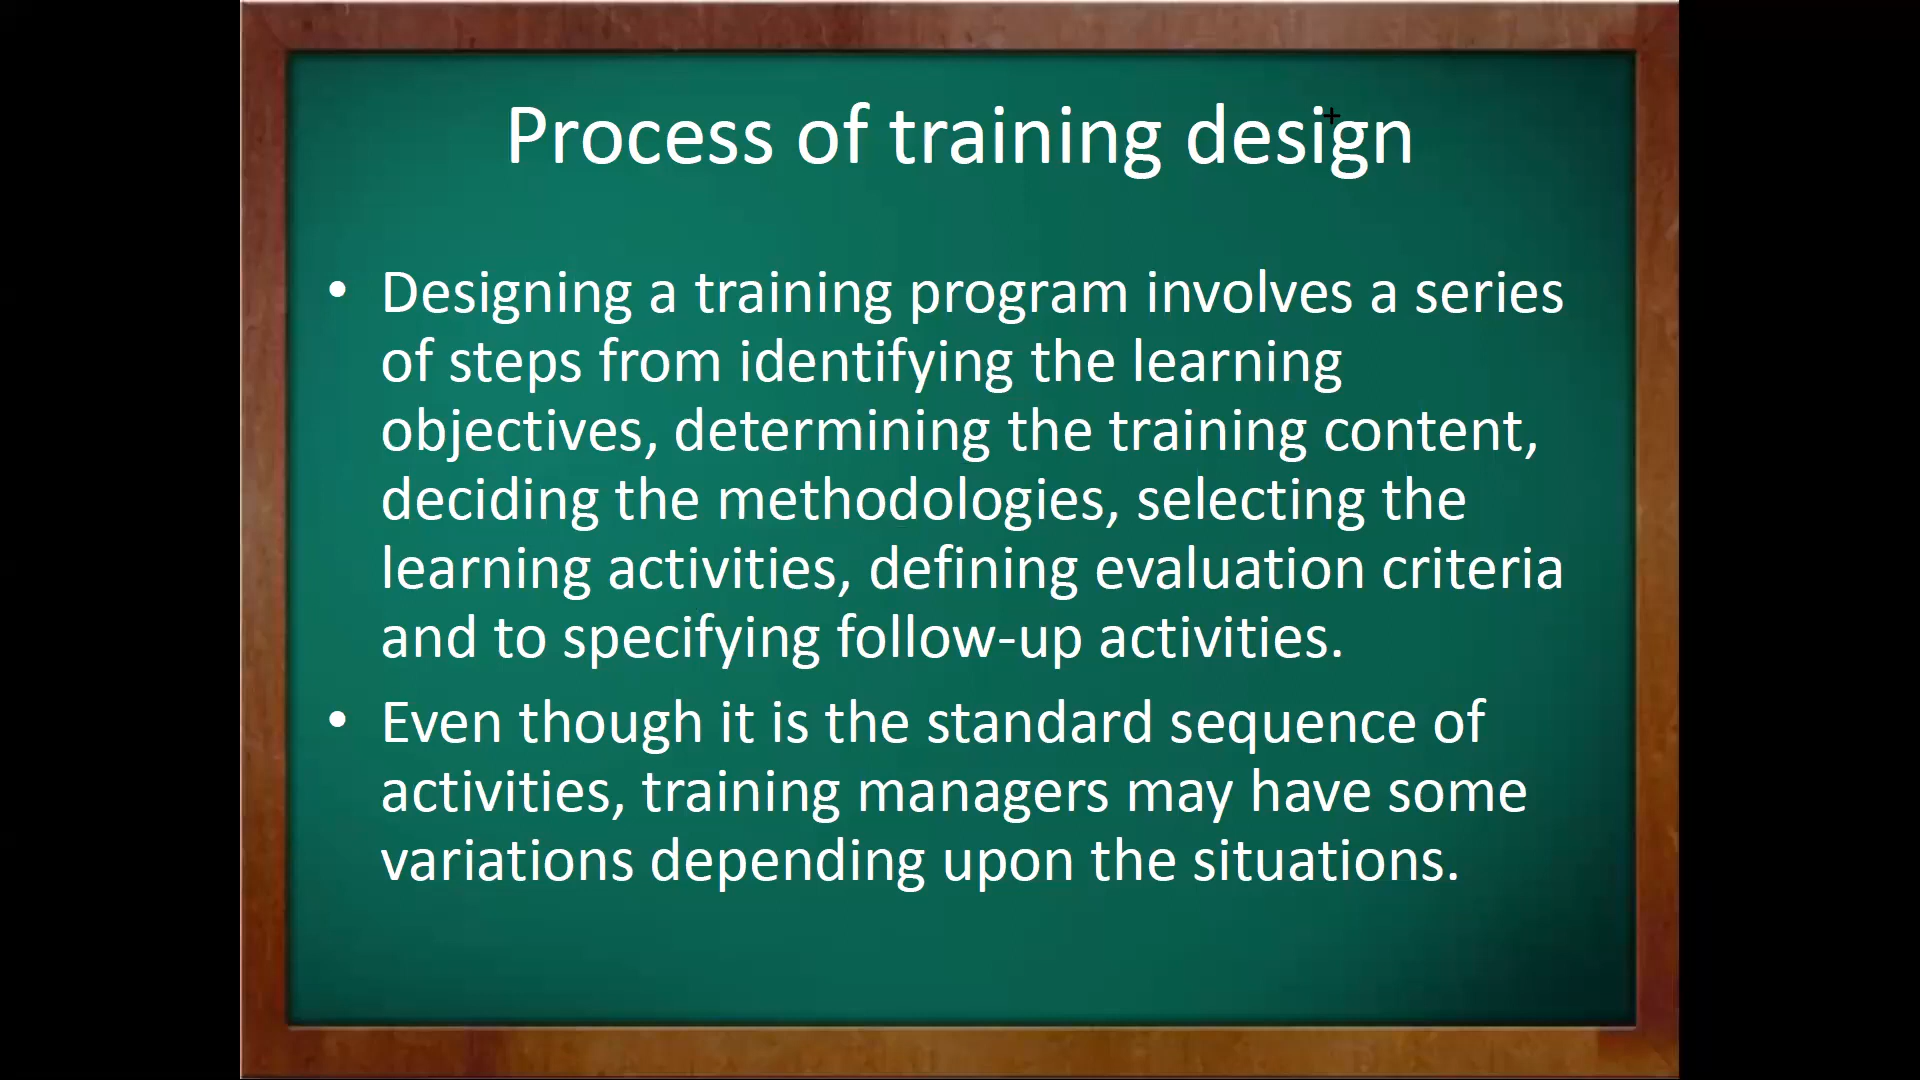 Process of training design
• Designing a training program involves a series
of steps from identifying the learning
objectives, determining the training content,
deciding the methodologies, selecting the
learning activities, defining evaluation criteria
and to specifying follow-up activities.
• Even though it is the standard sequence of
activities, training managers may have some
variations depending upon the situations.